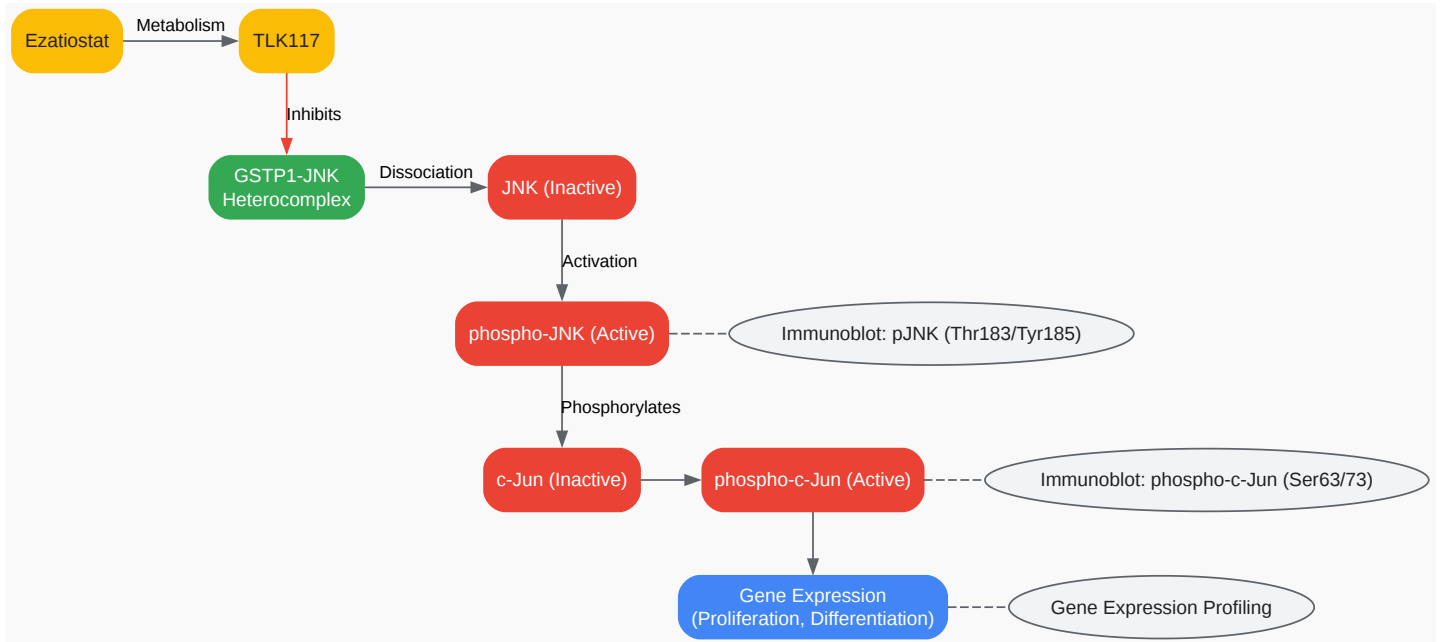 Ezatiostat
Metabolism
TLK117
Inhibits
GSTP1-JNK
Heterocomplex
Dissociation
JNK (Inactive)
Activation
phospho-JNK (Active)
Immunoblot: pJNK (Thr183/Tyr185)
Phosphorylates
c-Jun (Inactive)
phospho-c-Jun (Active)
Immunoblot: phospho-c-Jun (Ser63/73)
Gene Expression
(Proliferation, Differentiation)
Gene Expression Profiling